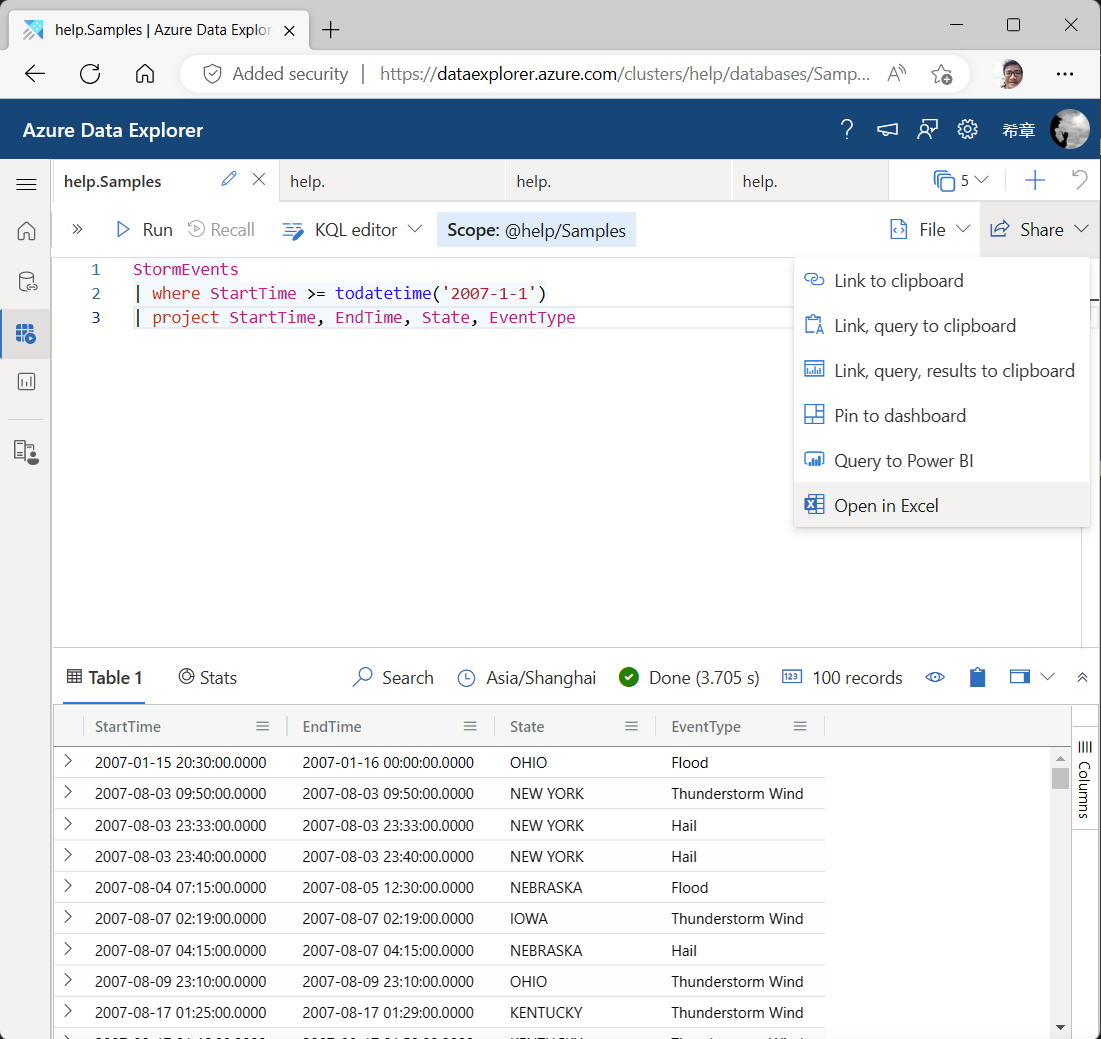 help.Samples | Azure Data Explor
Added security | https://dataexplorer.azure.com/clusters/help/databases/Samp...
Azure Data Explorer
希章
help.Samples
help.
help.
help.
5
Run
Recall
KQL editor
Scope: @help/Samples
File
Share
1 StormEvents
2 | where StartTime >= todatetime('2007-1-1')
3 | project StartTime, EndTime, State, EventType
Link to clipboard
Link, query to clipboard
Link, query, results to clipboard
Pin to dashboard
Query to Power BI
Open in Excel
Table 1
Stats
Search
Asia/Shanghai
Done (3.705 s)
100 records
StartTime EndTime State EventType
2007-01-15 20:30:00.0000 2007-01-16 00:00:00.0000 OHIO Flood
2007-08-03 09:50:00.0000 2007-08-03 09:50:00.0000 NEW YORK Thunderstorm Wind
2007-08-03 23:33:00.0000 2007-08-03 23:33:00.0000 NEW YORK Hail
2007-08-03 23:40:00.0000 2007-08-03 23:40:00.0000 NEW YORK Hail
2007-08-04 07:15:00.0000 2007-08-05 12:30:00.0000 NEBRASKA Flood
2007-08-07 02:19:00.0000 2007-08-07 02:19:00.0000 IOWA Thunderstorm Wind
2007-08-07 04:15:00.0000 2007-08-07 04:15:00.0000 NEBRASKA Hail
2007-08-09 23:10:00.0000 2007-08-09 23:10:00.0000 OHIO Thunderstorm Wind
2007-08-17 01:25:00.0000 2007-08-17 01:29:00.0000 KENTUCKY Thunderstorm Wind
Columns